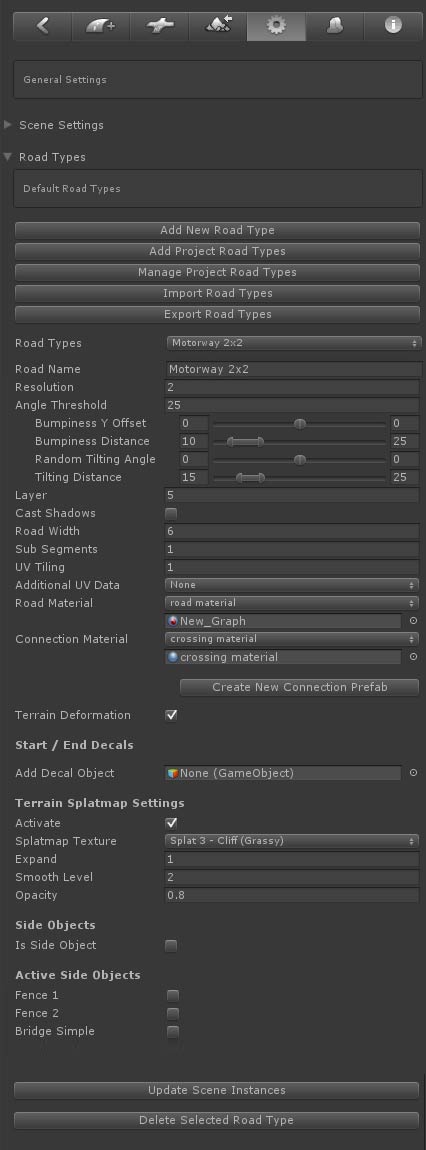 General Settings
Scene Settings
Road Types
Default Road Types
Add New Road Type
Add Project Road Types
Manage Project Road Types
Import Road Types
Export Road Types
Road Types Motorway 2x2
Road Name Motorway 2x2
Resolution 2
Angle Threshold 25
Bumpiness Y Offset 0 0
Bumpiness Distance 10 25
Random Tilting Angle 0 0
Tilting Distance 15 25
Layer 5
Cast Shadows
Road Width 6
Sub Segments 1
UV Tiling 1
Additional UV Data None
Road Material road material
New_Graph
Connection Material crossing material
crossing material
Create New Connection Prefab
Terrain Deformation
Start / End Decals
Add Decal Object None (GameObject)
Terrain Splatmap Settings
Activate
Splatmap Texture Splat 3 - Cliff (Grassy)
Expand 1
Smooth Level 2
Opacity 0.8
Side Objects
Is Side Object
Active Side Objects
Fence 1
Fence 2
Bridge Simple
Update Scene Instances
Delete Selected Road Type